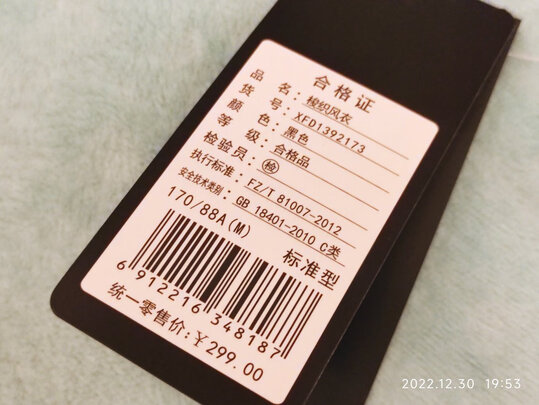 合格证
品 名：梭织风衣
货 号：XFD1392173
颜 色：黑色
等 级：合格品
检验员：检
执行标准：FZ/T 81007-2012
安全技术类别：GB 18401-2010 C类
170/88A(M) 标准型
6 912216 348187
统一零售价：¥299.00
2022.12.30 19:53